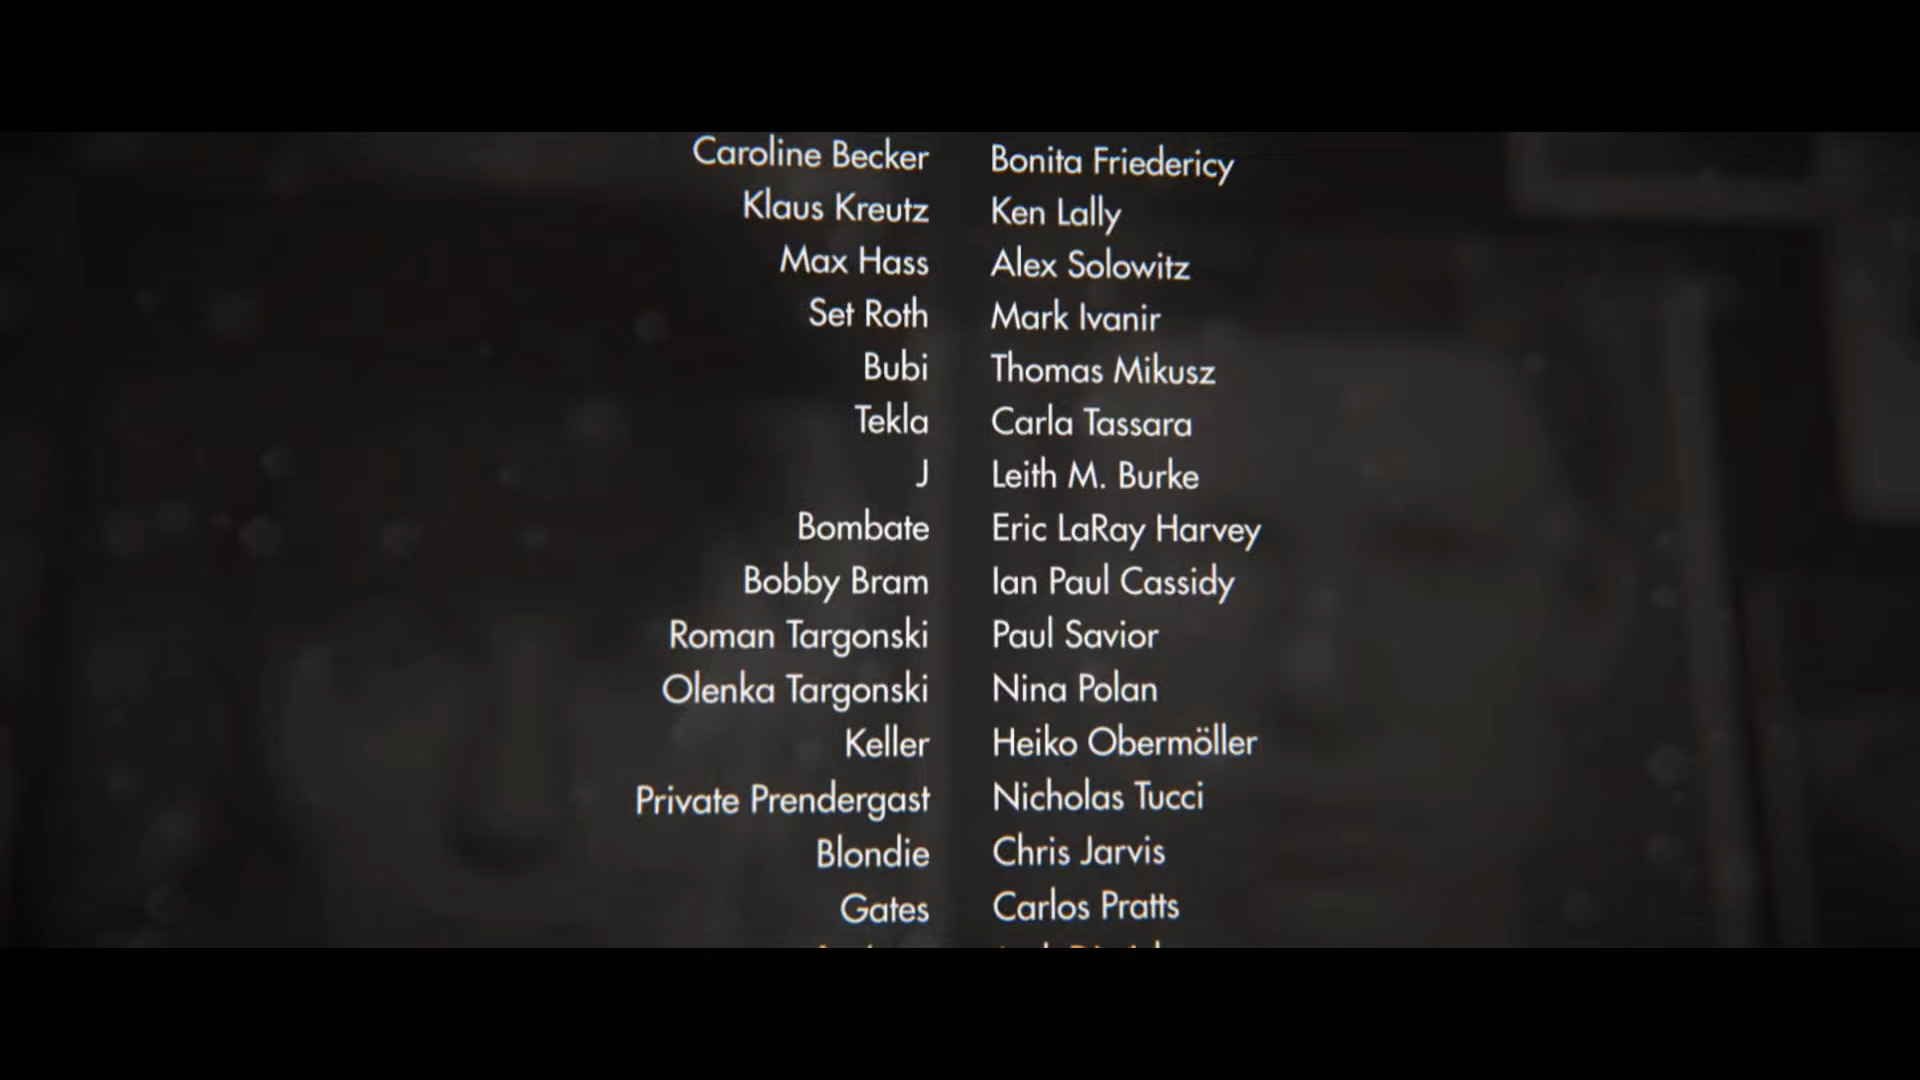 Caroline Becker Bonita Friedericy
Klaus Kreutz Ken Lally
Max Hass Alex Solowitz
Set Roth Mark Ivanir
Bubi Thomas Mikusz
Tekla Carla Tassara
J Leith M. Burke
Bombate Eric LaRay Harvey
Bobby Bram Ian Paul Cassidy
Roman Targonski Paul Savior
Olenka Targonski Nina Polan
Keller Heiko Obermöller
Private Prendergast Nicholas Tucci
Blondie Chris Jarvis
Gates Carlos Pratts